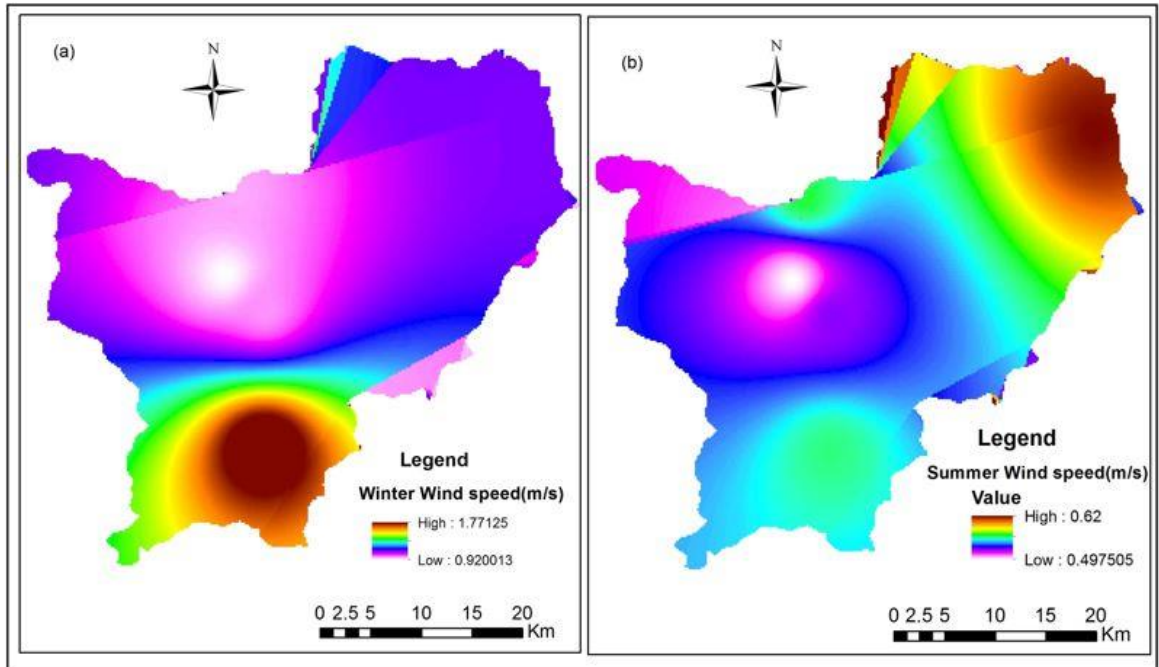 (a)
N
Legend
Winter Wind speed(m/s)
High : 1.77125
Low : 0.920013
0 2.5 5 10 15 20
Km
(b)
N
Legend
Summer Wind speed(m/s)
Value
High : 0.62
Low : 0.497505
0 2.5 5 10 15 20
Km